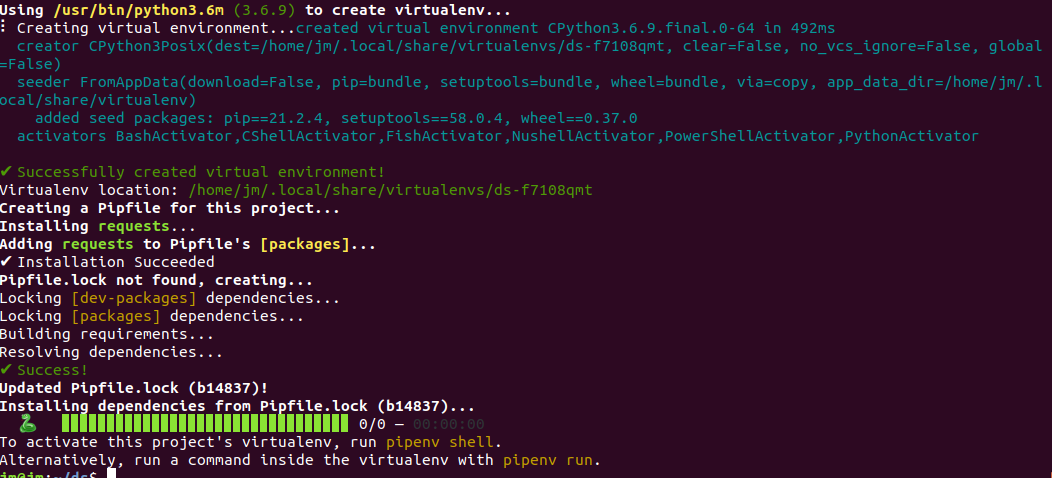 Using /usr/bin/python3.6m (3.6.9) to create virtualenv...
⠇ Creating virtual environment...created virtual environment CPython3.6.9.final.0-64 in 492ms
  creator CPython3Posix(dest=/home/jm/.local/share/virtualenvs/ds-f7108qmt, clear=False, no_vcs_ignore=False, global
=False)
  seeder FromAppData(download=False, pip=bundle, setuptools=bundle, wheel=bundle, via=copy, app_data_dir=/home/jm/.l
ocal/share/virtualenv)
    added seed packages: pip==21.2.4, setuptools==58.0.4, wheel==0.37.0
  activators BashActivator,CShellActivator,FishActivator,NushellActivator,PowerShellActivator,PythonActivator
✔ Successfully created virtual environment!
Virtualenv location: /home/jm/.local/share/virtualenvs/ds-f7108qmt
Creating a Pipfile for this project...
Installing requests...
Adding requests to Pipfile's [packages]...
✔ Installation Succeeded
Pipfile.lock not found, creating...
Locking [dev-packages] dependencies...
Locking [packages] dependencies...
Building requirements...
Resolving dependencies...
✔ Success!
Updated Pipfile.lock (b14837)!
Installing dependencies from Pipfile.lock (b14837)...
  🐍   ▉▉▉▉▉▉▉▉▉▉▉▉▉▉▉▉▉▉▉▉▉▉▉▉▉▉▉▉▉▉▉▉ 0/0 — 00:00:00
To activate this project's virtualenv, run pipenv shell.
Alternatively, run a command inside the virtualenv with pipenv run.
jm@jm:~/ds$